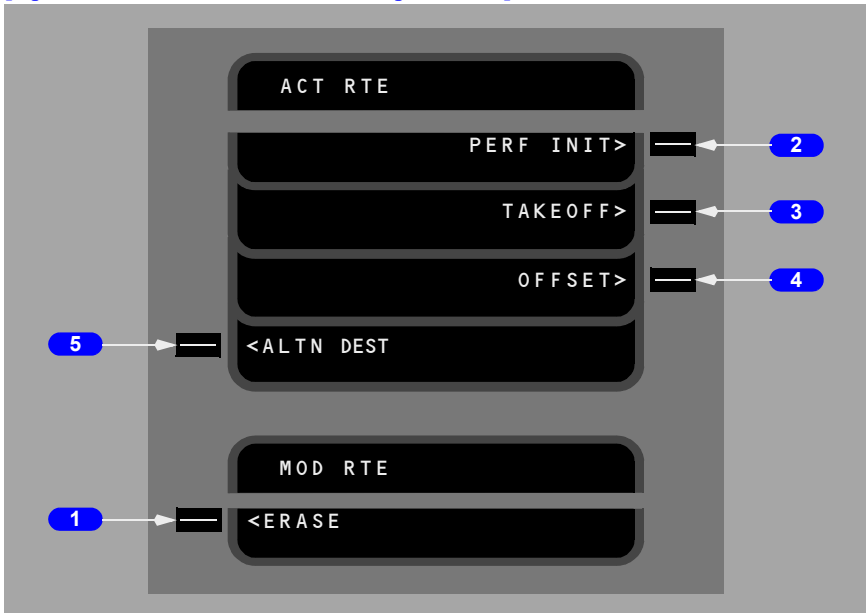 ACT RTE
PERF INIT>
2
TAKEOFF>
3
OFFSET>
4
5
<ALTN DEST
MOD RTE
1
<ERASE